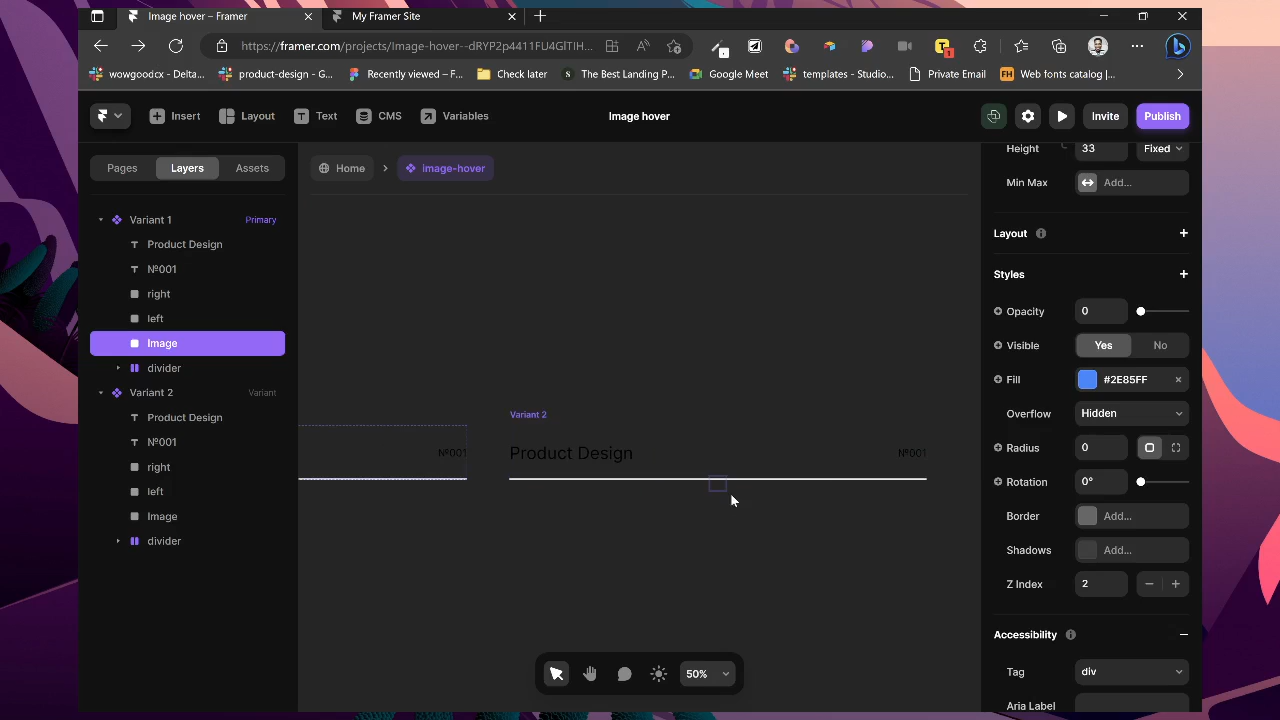 Image hover – Framer
My Framer Site
https://framer.com/projects/Image-hover--dRYP2p4411FU4GlTIH...
wowgoodcx - Delta...
product-design - G...
Recently viewed – F...
Check later
The Best Landing P...
Google Meet
templates - Studio...
Private Email
Web fonts catalog |...
Insert
Layout
Text
CMS
Variables
Image hover
Invite
Publish
Pages
Layers
Assets
Home
image-hover
Height
33
Fixed
Min Max
Add...
Variant 1
Primary
Product Design
№001
right
left
Image
divider
Variant 2
Variant
Product Design
№001
right
left
Image
divider
Variant 2
№001
Product Design
№001
Layout
Styles
Opacity
0
Visible
Yes
No
Fill
#2E85FF
Overflow
Hidden
Radius
0
Rotation
0°
Border
Add...
Shadows
Add...
Z Index
2
Accessibility
Tag
div
Aria Label
50%